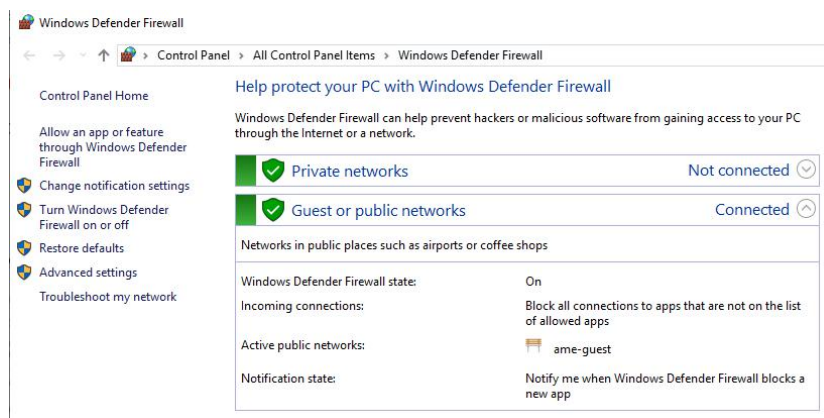 Windows Defender Firewall
Control Panel > All Control Panel Items > Windows Defender Firewall
Control Panel Home
Allow an app or feature
through Windows Defender
Firewall
Change notification settings
Turn Windows Defender
Firewall on or off
Restore defaults
Advanced settings
Troubleshoot my network
Help protect your PC with Windows Defender Firewall
Windows Defender Firewall can help prevent hackers or malicious software from gaining access to your PC
through the Internet or a network.
Private networks Not connected
Guest or public networks Connected
Networks in public places such as airports or coffee shops
Windows Defender Firewall state: On
Incoming connections: Block all connections to apps that are not on the list
of allowed apps
Active public networks: ame-guest
Notification state: Notify me when Windows Defender Firewall blocks a
new app